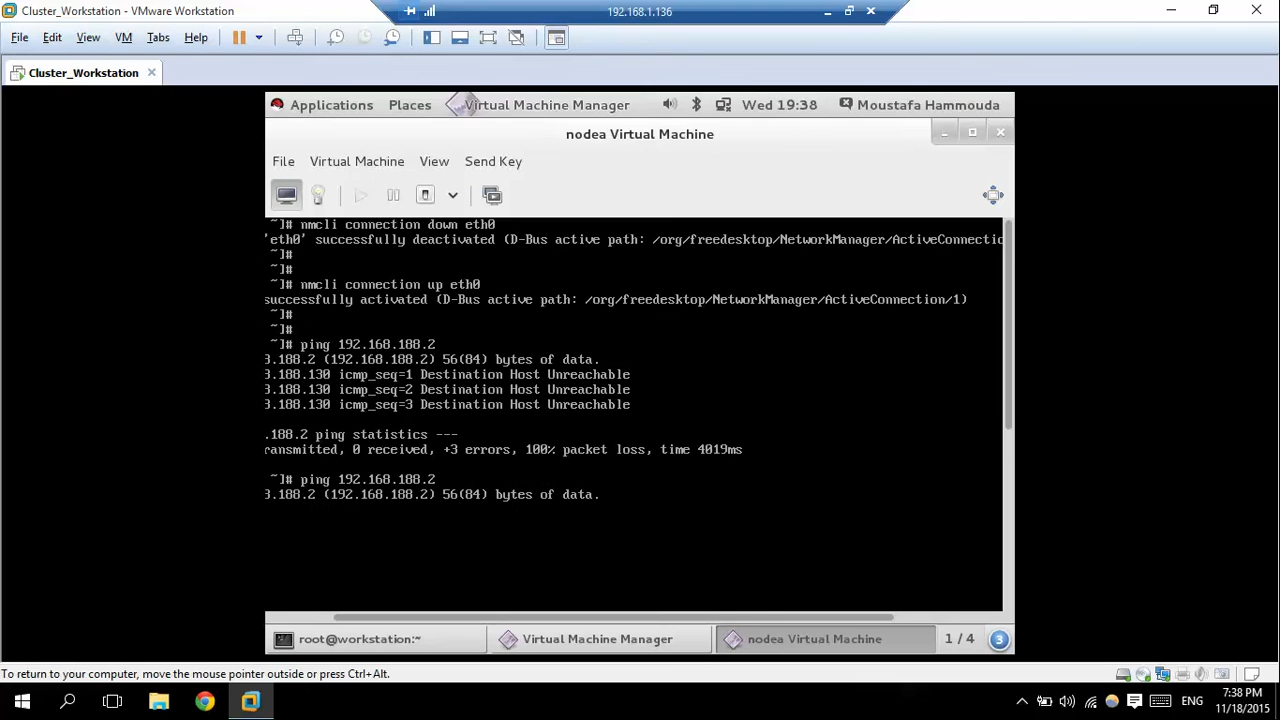 Cluster_Workstation - VMware Workstation
192.168.1.136
File Edit View VM Tabs Help
Cluster_Workstation
Applications Places Virtual Machine Manager Wed 19:38 Moustafa Hammouda
nodea Virtual Machine
File Virtual Machine View Send Key
~]# nmcli connection down eth0
'eth0' successfully deactivated (D-Bus active path: /org/freedesktop/NetworkManager/ActiveConnectio
~]#
~]#
~]# nmcli connection up eth0
successfully activated (D-Bus active path: /org/freedesktop/NetworkManager/ActiveConnection/1)
~]#
~]#
~]# ping 192.168.188.2
3.188.2 (192.168.188.2) 56(84) bytes of data.
3.188.130 icmp_seq=1 Destination Host Unreachable
3.188.130 icmp_seq=2 Destination Host Unreachable
3.188.130 icmp_seq=3 Destination Host Unreachable
.188.2 ping statistics ---
ransmitted, 0 received, +3 errors, 100% packet loss, time 4019ms
~]# ping 192.168.188.2
3.188.2 (192.168.188.2) 56(84) bytes of data.
root@workstation:~ Virtual Machine Manager nodea Virtual Machine 1 / 4 3
To return to your computer, move the mouse pointer outside or press Ctrl+Alt.
ENG 7:38 PM
11/18/2015